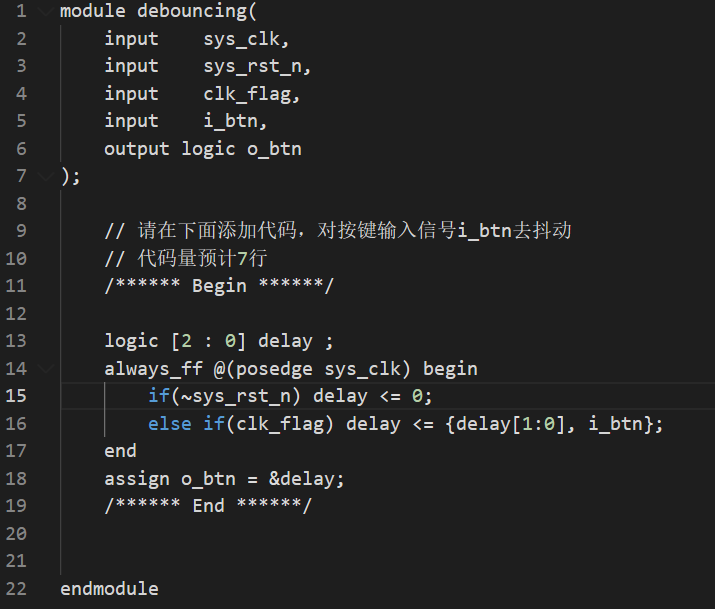 1 module debouncing(
2     input    sys_clk,
3     input    sys_rst_n,
4     input    clk_flag,
5     input    i_btn,
6     output logic o_btn
7 );
8
9     // 请在下面添加代码，对按键输入信号i_btn去抖动
10     // 代码量预计7行
11     /****** Begin ******/
12
13     logic [2 : 0] delay ;
14     always_ff @(posedge sys_clk) begin
15         if(~sys_rst_n) delay <= 0;
16         else if(clk_flag) delay <= {delay[1:0], i_btn};
17     end
18     assign o_btn = &delay;
19     /****** End ******/
20
21
22 endmodule